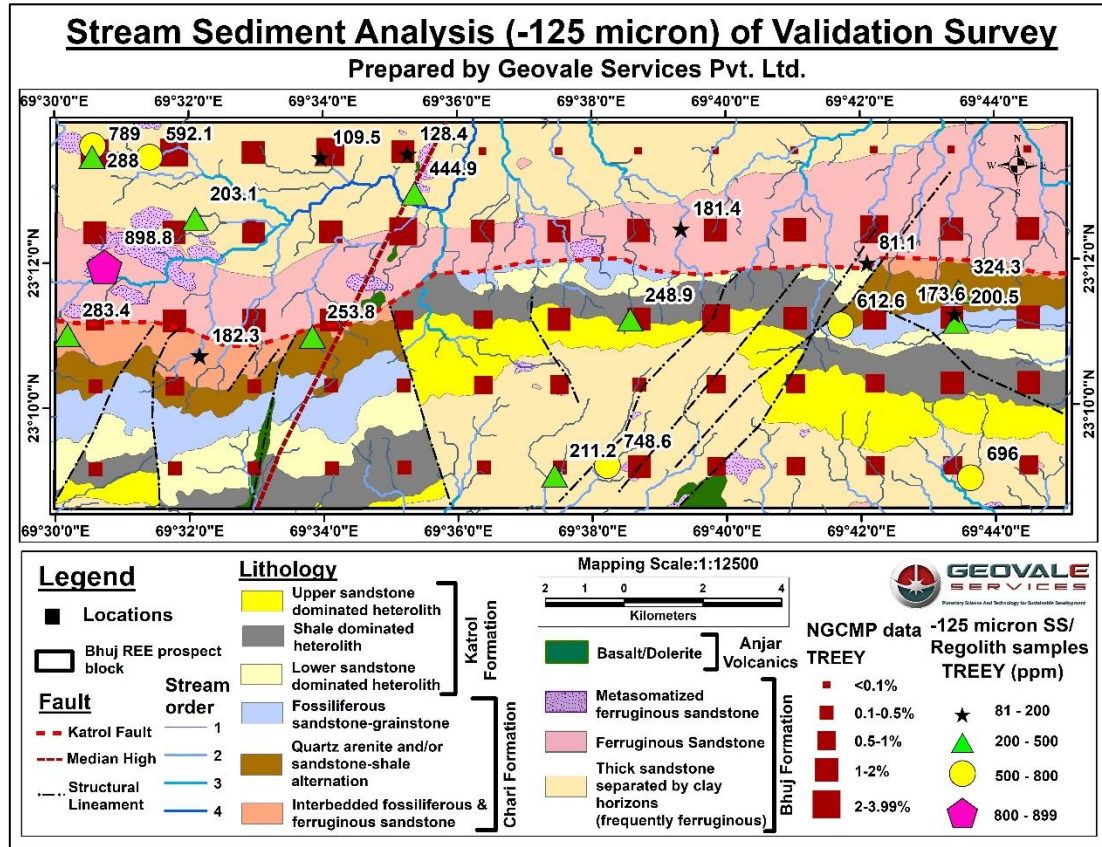 Stream Sediment Analysis (-125 micron) of Validation Survey
Prepared by Geovale Services Pvt. Ltd.
69°30'0"E 69°32'0"E 69°34'0"E 69°36'0"E 69°38'0"E 69°40'0"E 69°42'0"E 69°44'0"E
789
592.1
109.5
128.4
288
444.9
203.1
181.4
898.8
81.1
324.3
283.4
253.8
248.9
612.6
173.6
200.5
182.3
211.2
748.6
696
N
W
E
S
23°12'0"N
23°12'0"N
23°10'0"N
23°10'0"N
69°30'0"E 69°32'0"E 69°34'0"E 69°36'0"E 69°38'0"E 69°40'0"E 69°42'0"E 69°44'0"E
Legend
Locations
Bhuj REE prospect
block
Fault
Katrol Fault
Median High
Structural
Lineament
Stream
order
1
2
3
4
Lithology
Upper sandstone
dominated heterolith
Shale dominated
heterolith
Lower sandstone
dominated heterolith
Katrol
Formation
Fossiliferous
sandstone-grainstone
Quartz arenite and/or
sandstone-shale
alternation
Interbedded fossiliferous &
ferruginous sandstone
Chari Formation
Mapping Scale:1:12500
2 1 0 2 4
Kilometers
Basalt/Dolerite
Anjar
Volcanics
Metasomatized
ferruginous sandstone
Ferruginous Sandstone
Thick sandstone
separated by clay
horizons
(frequently ferruginous)
Bhuj Formation
GEOVALE
SERVICES
Planetary Science And Technology for Sustainable Development
NGCMP data
TREEY
<0.1%
0.1-0.5%
0.5-1%
1-2%
2-3.99%
-125 micron SS/
Regolith samples
TREEY (ppm)
81 - 200
200 - 500
500 - 800
800 - 899